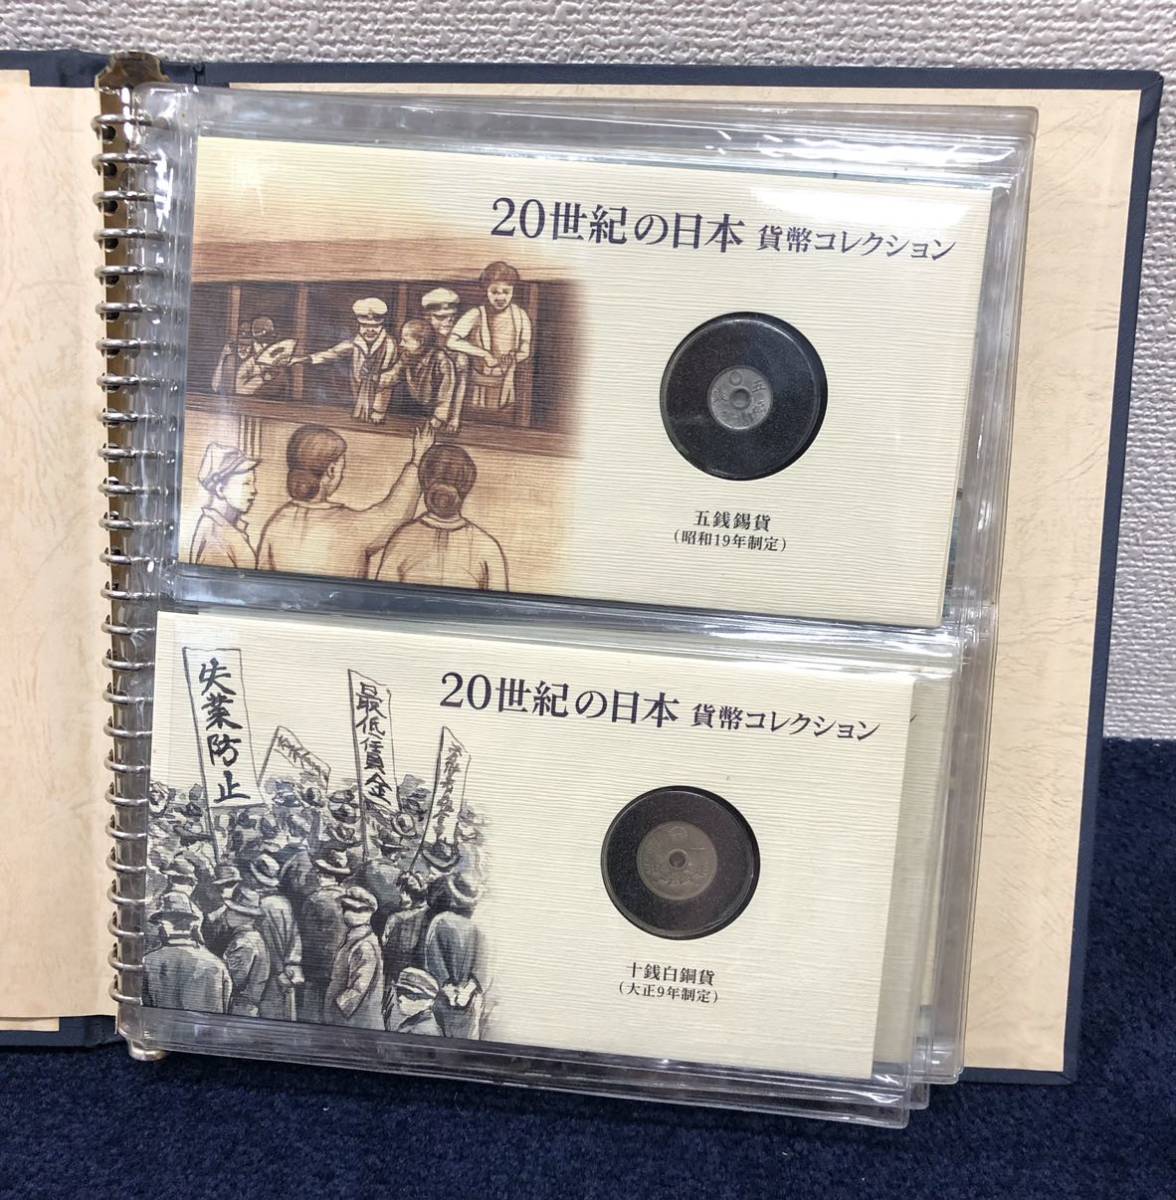 20世紀の日本 貨幣コレクション
五銭錫貨
(昭和19年制定)
20世紀の日本 貨幣コレクション
失業防止
最低賃金
十銭白銅貨
(大正9年制定)